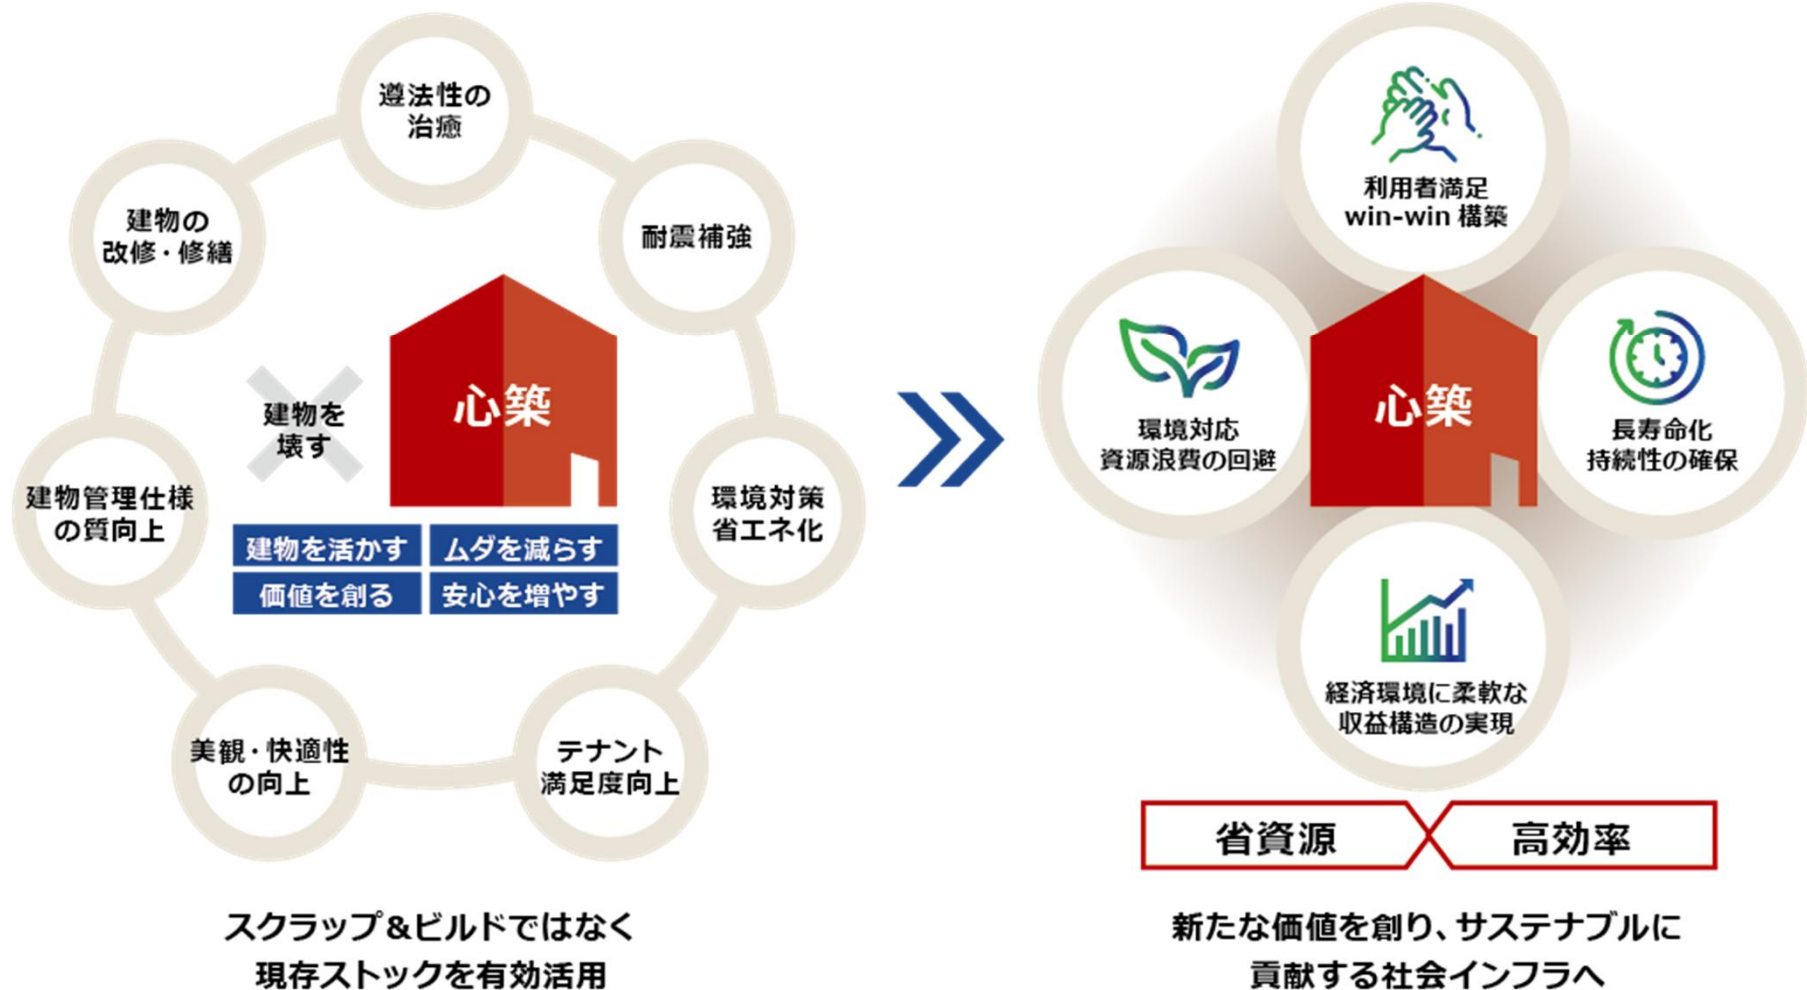 遵法性の
治癒
建物の
改修・修繕
耐震補強
建物を
壊す
心築
建物管理仕様
の質向上
環境対策
省エネ化
建物を活かす
ムダを減らす
価値を創る
安心を増やす
美観・快適性
の向上
テナント
満足度向上
スクラップ&ビルドではなく
現存ストックを有効活用
利用者満足
win-win 構築
環境対応
資源浪費の回避
心築
長寿命化
持続性の確保
経済環境に柔軟な
収益構造の実現
省資源
高効率
新たな価値を創り、サステナブルに
貢献する社会インフラへ